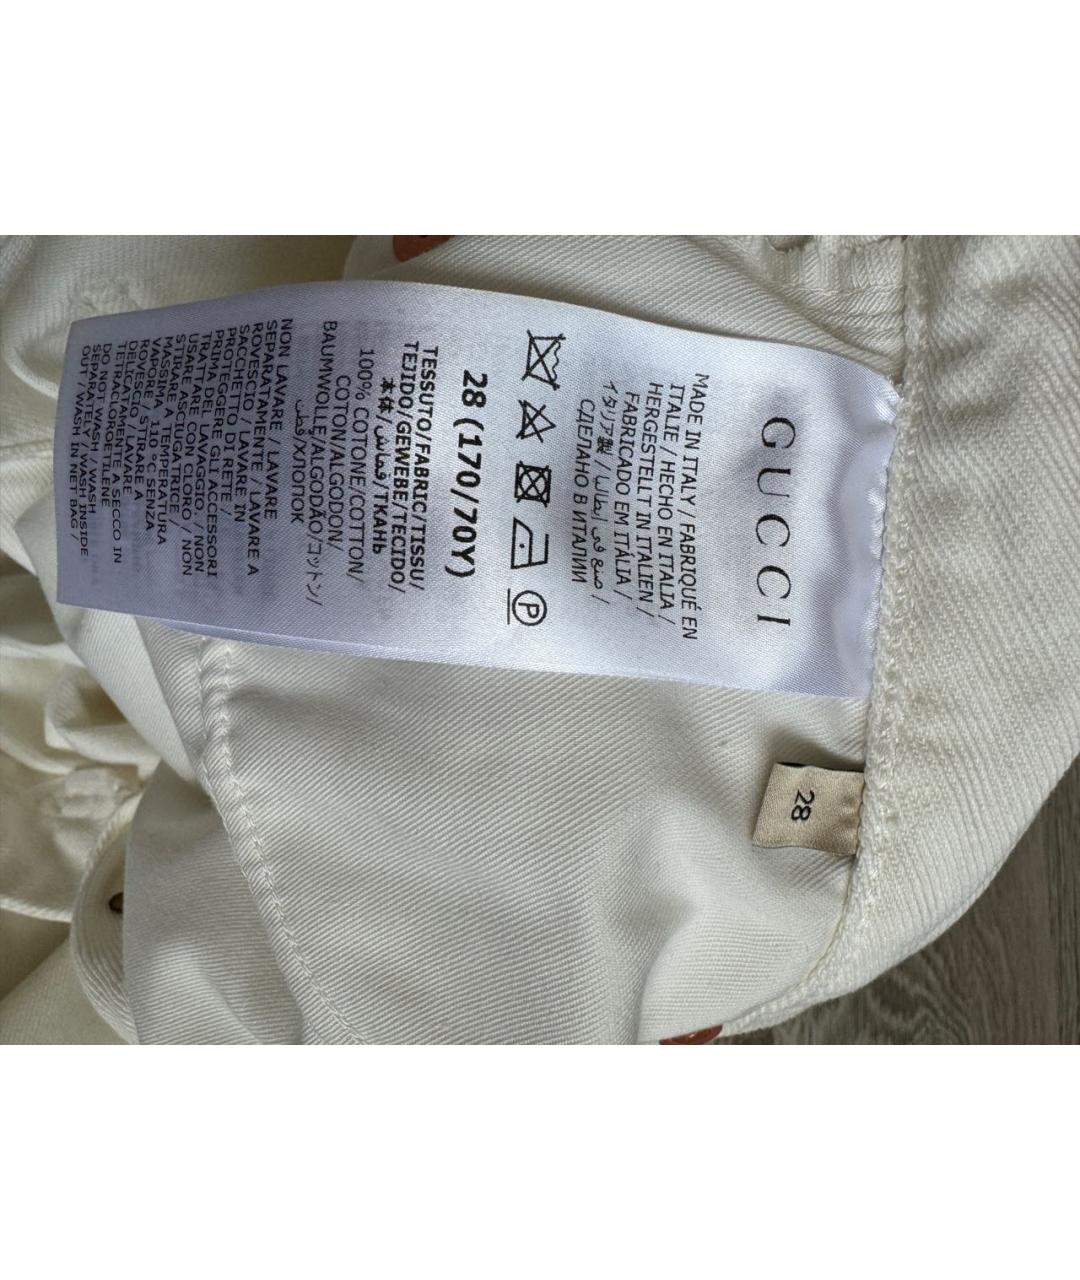 GUCCI
MADE IN ITALY / FABRIQUÉ EN
ITALIE / HECHO EN ITALIA /
HERGESTELLT IN ITALIEN /
FABRICADO EM ITÁLIA /
イタリア製 / صنع في إيطاليا /
СДЕЛАНО В ИТАЛИИ
P
28 (170/70Y)
TESSUTO/FABRIC/TISSU/
TEJIDO/GEWEBE/TECIDO/
本体/قماش/ТКАНЬ
100% COTONE/COTTON/
COTON/ALGODON/
BAUMWOLLE/ALGODÃO/コットン/
قطن/ХЛОПОК
NON LAVARE / LAVARE
SEPARATAMENTE / LAVARE A
ROVESCIO / LAVARE IN
SACCHETTO DI RETE /
PROTEGGERE GLI ACCESSORI
PRIMA DEL LAVAGGIO. / NON
TRATTARE CON CLORO / NON
USARE ASCIUGATRICE /
STIRARE A TEMPERATURA
MASSIMA 110 °C SENZA
VAPORE / STIRARE A
ROVESCIO / LAVARE
DELICATAMENTE A SECCO IN
TETRACLOROETILENE
DO NOT WASH / WASH
SEPARATELY / WASH INSIDE
OUT / WASH IN NET BAG /
28